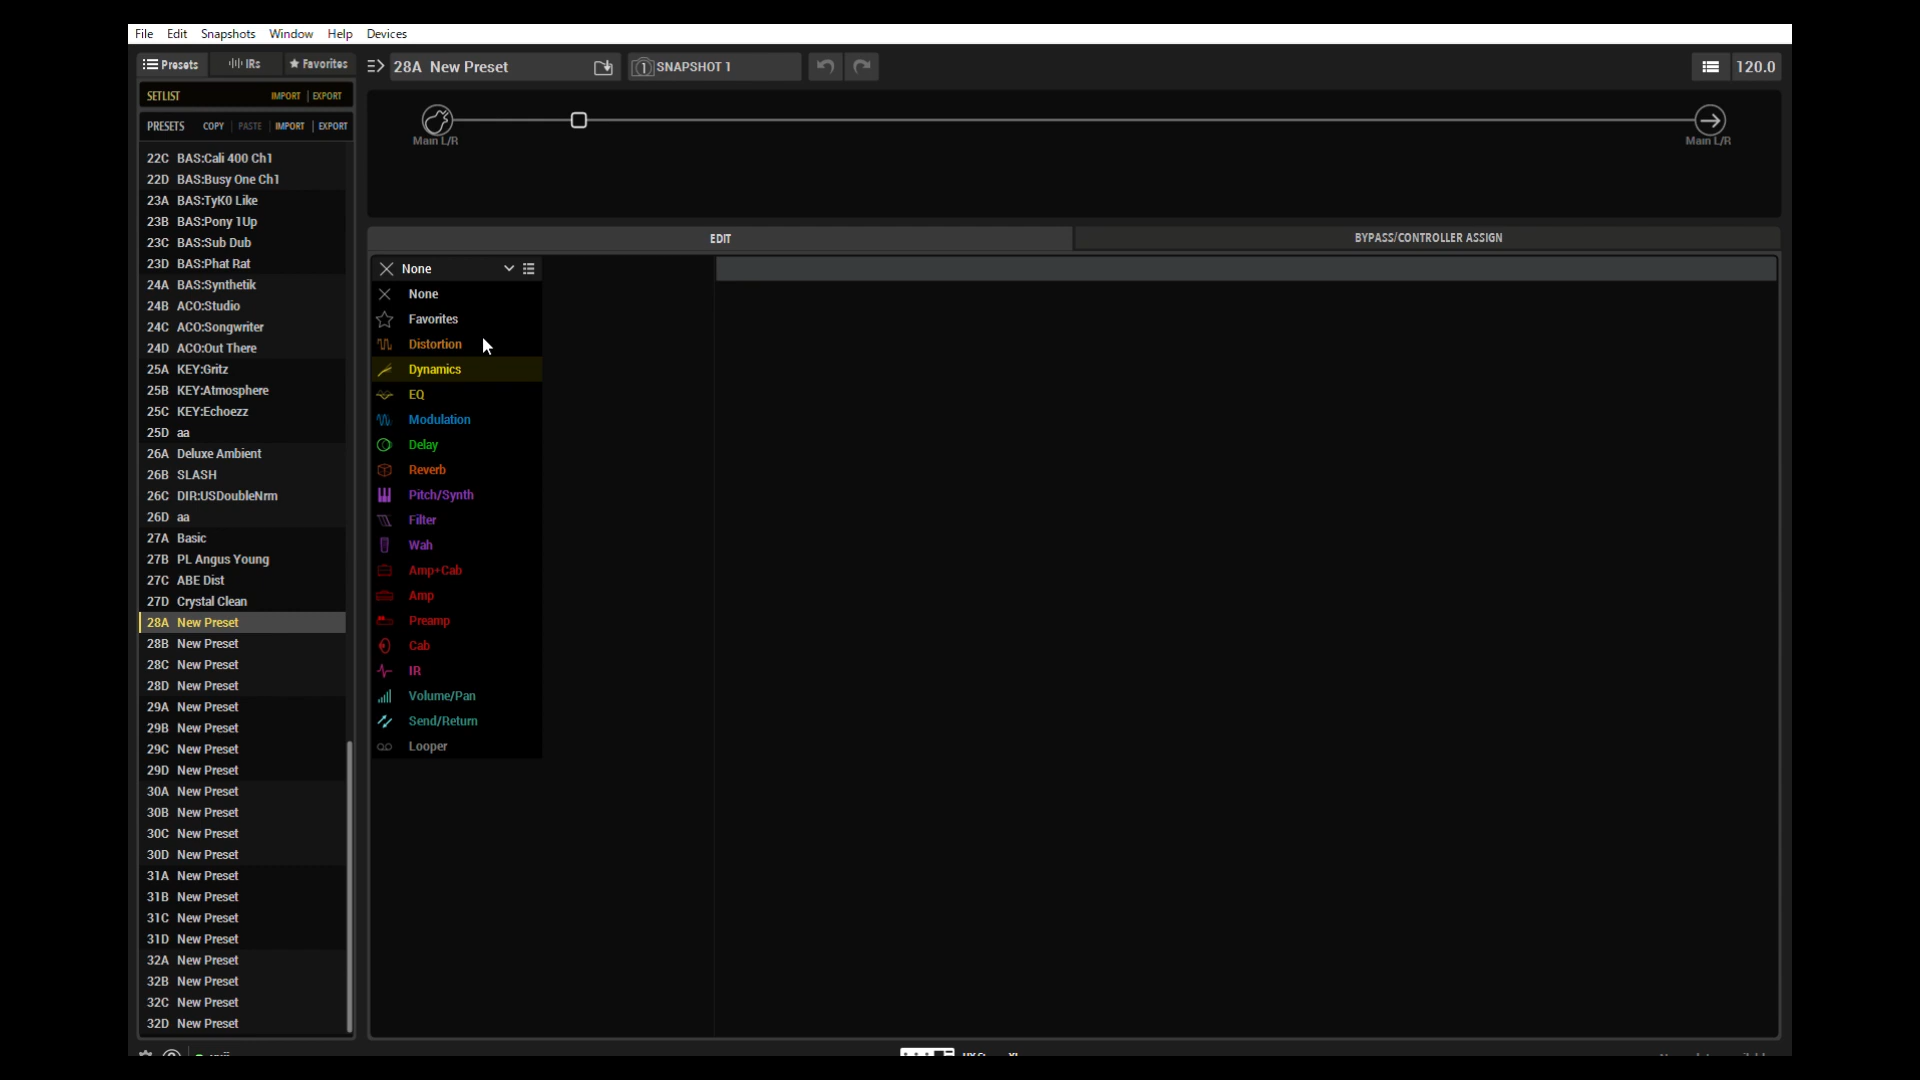 File Edit Snapshots Window Help Devices
Presets IRs Favorites 28A New Preset 1 SNAPSHOT 1 120.0
SETLIST IMPORT EXPORT
PRESETS COPY PASTE IMPORT EXPORT
Main L/R Main L/R
22C BAS:Cali 400 Ch1
22D BAS:Busy One Ch1
23A BAS:TyK0 Like
23B BAS:Pony 1Up
23C BAS:Sub Dub
23D BAS:Phat Rat
24A BAS:Synthetik
24B ACO:Studio
24C ACO:Songwriter
24D ACO:Out There
25A KEY:Gritz
25B KEY:Atmosphere
25C KEY:Echoezz
25D aa
26A Deluxe Ambient
26B SLASH
26C DIR:USDoubleNrm
26D aa
27A Basic
27B PL Angus Young
27C ABE Dist
27D Crystal Clean
28A New Preset
28B New Preset
28C New Preset
28D New Preset
29A New Preset
29B New Preset
29C New Preset
29D New Preset
30A New Preset
30B New Preset
30C New Preset
30D New Preset
31A New Preset
31B New Preset
31C New Preset
31D New Preset
32A New Preset
32B New Preset
32C New Preset
32D New Preset
EDIT BYPASS/CONTROLLER ASSIGN
None
None
Favorites
Distortion
Dynamics
EQ
Modulation
Delay
Reverb
Pitch/Synth
Filter
Wah
Amp+Cab
Amp
Preamp
Cab
IR
Volume/Pan
Send/Return
Looper